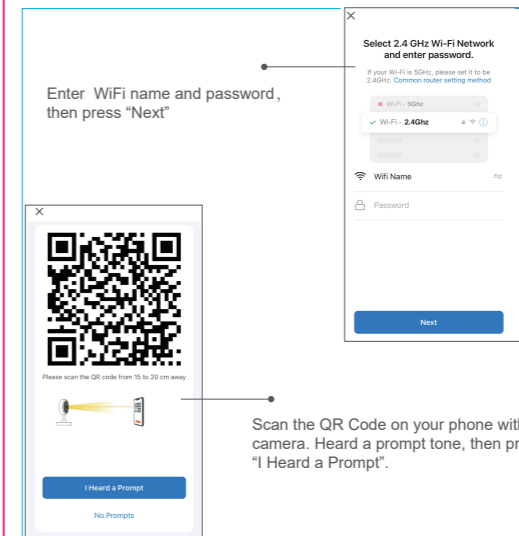 Select 2.4 GHz Wi-Fi Network
and enter password.
If your Wi-Fi is 5GHz, please set it to be
2.4GHz. Common router setting method
Wi-Fi - 5Ghz
Wi-Fi - 2.4Ghz
Wifi Name
Password
Next
Enter WiFi name and password,
then press “Next”
Please scan the QR code from 15 to 20 cm away
I Heard a Prompt
No Prompts
Scan the QR Code on your phone with
camera. Heard a prompt tone, then pr
“I Heard a Prompt”.